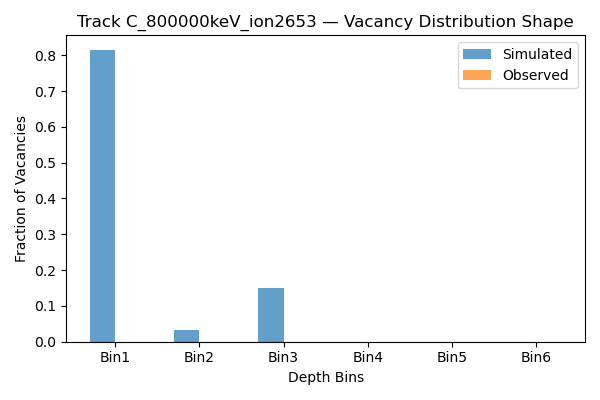 Track C_800000keV_ion2653 — Vacancy Distribution Shape
Simulated
Observed
Fraction of Vacancies
0.8
0.7
0.6
0.5
0.4
0.3
0.2
0.1
0.0
Bin1 Bin2 Bin3 Bin4 Bin5 Bin6
Depth Bins